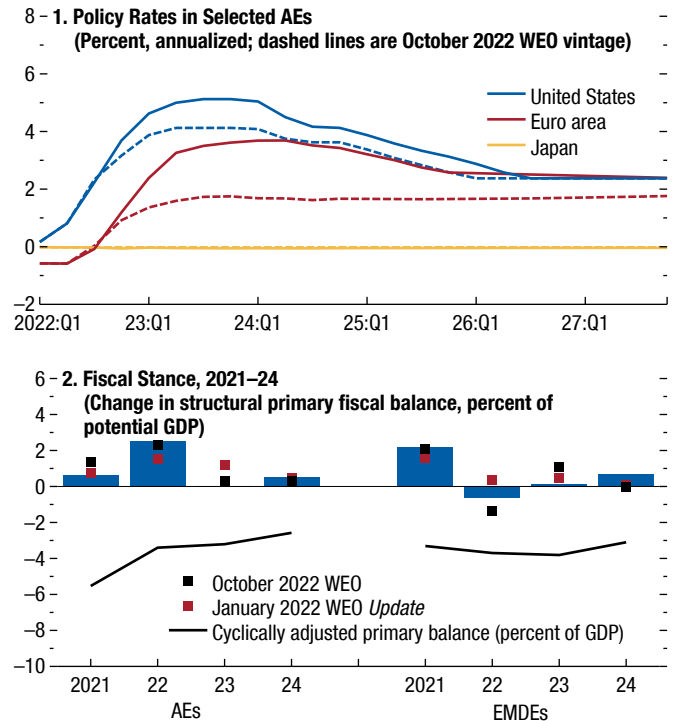 1. Policy Rates in Selected AEs
(Percent, annualized; dashed lines are October 2022 WEO vintage)
8
6
4
2
0
−2
United States
Euro area
Japan
2022:Q1 23:Q1 24:Q1 25:Q1 26:Q1 27:Q1
2. Fiscal Stance, 2021–24
(Change in structural primary fiscal balance, percent of
potential GDP)
6
4
2
0
−2
−4
−6
−8
−10
October 2022 WEO
January 2022 WEO Update
Cyclically adjusted primary balance (percent of GDP)
2021 22 23 24 2021 22 23 24
AEs EMDEs